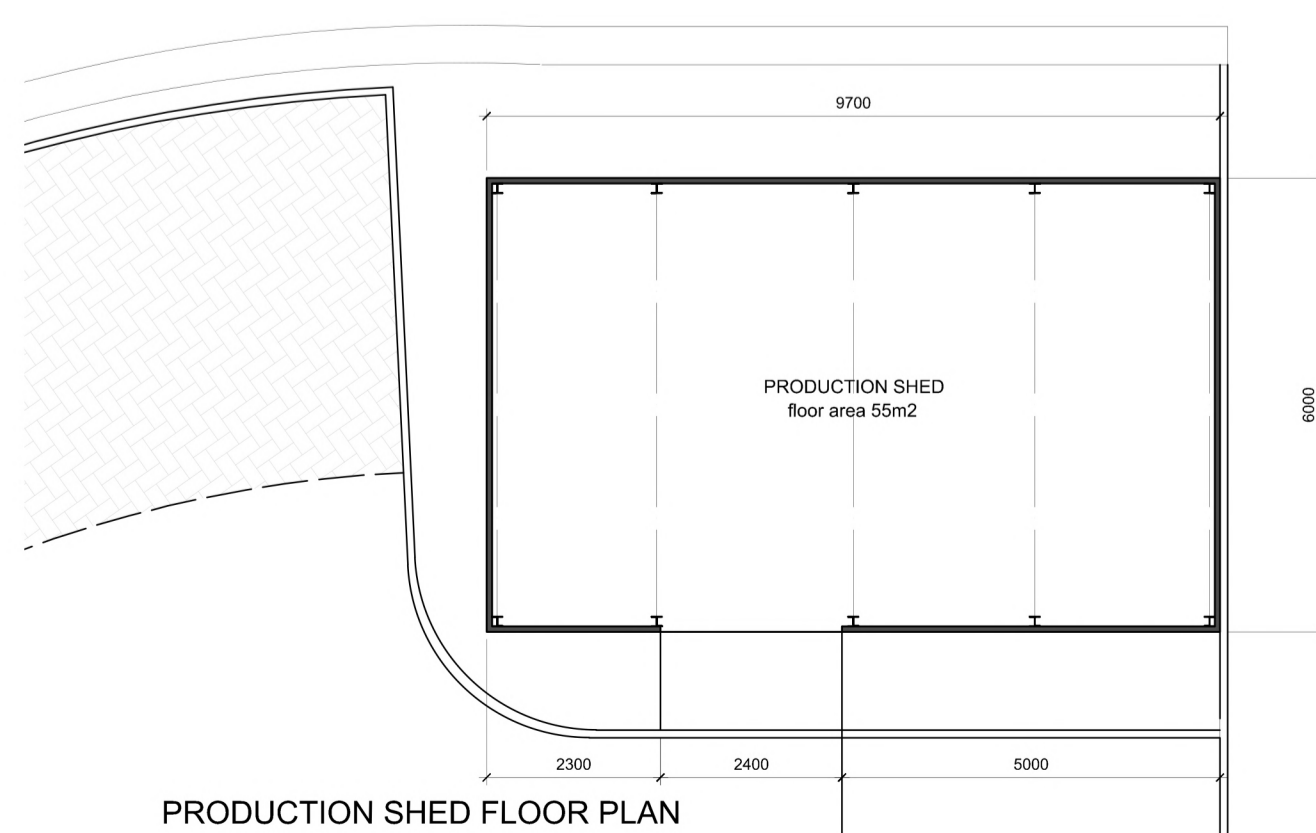 9700
PRODUCTION SHED
floor area 55m2
6000
2300
2400
5000
PRODUCTION SHED FLOOR PLAN